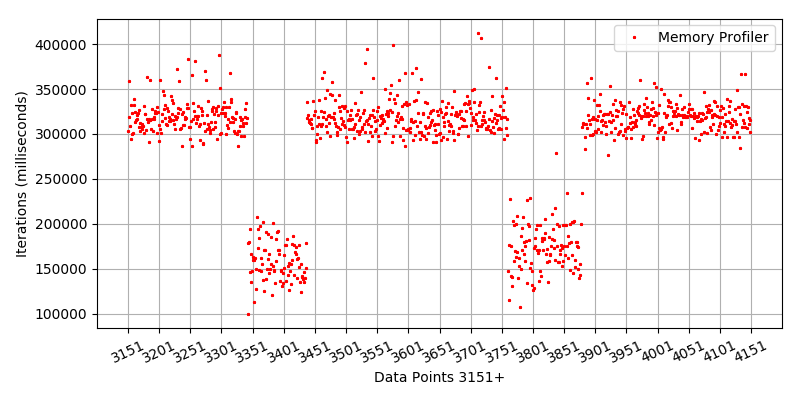 Memory Profiler
Iterations (milliseconds)
400000
350000
300000
250000
200000
150000
100000
3151 3201 3251 3301 3351 3401 3451 3501 3551 3601 3651 3701 3751 3801 3851 3901 3951 4001 4051 4101 4151
Data Points 3151+